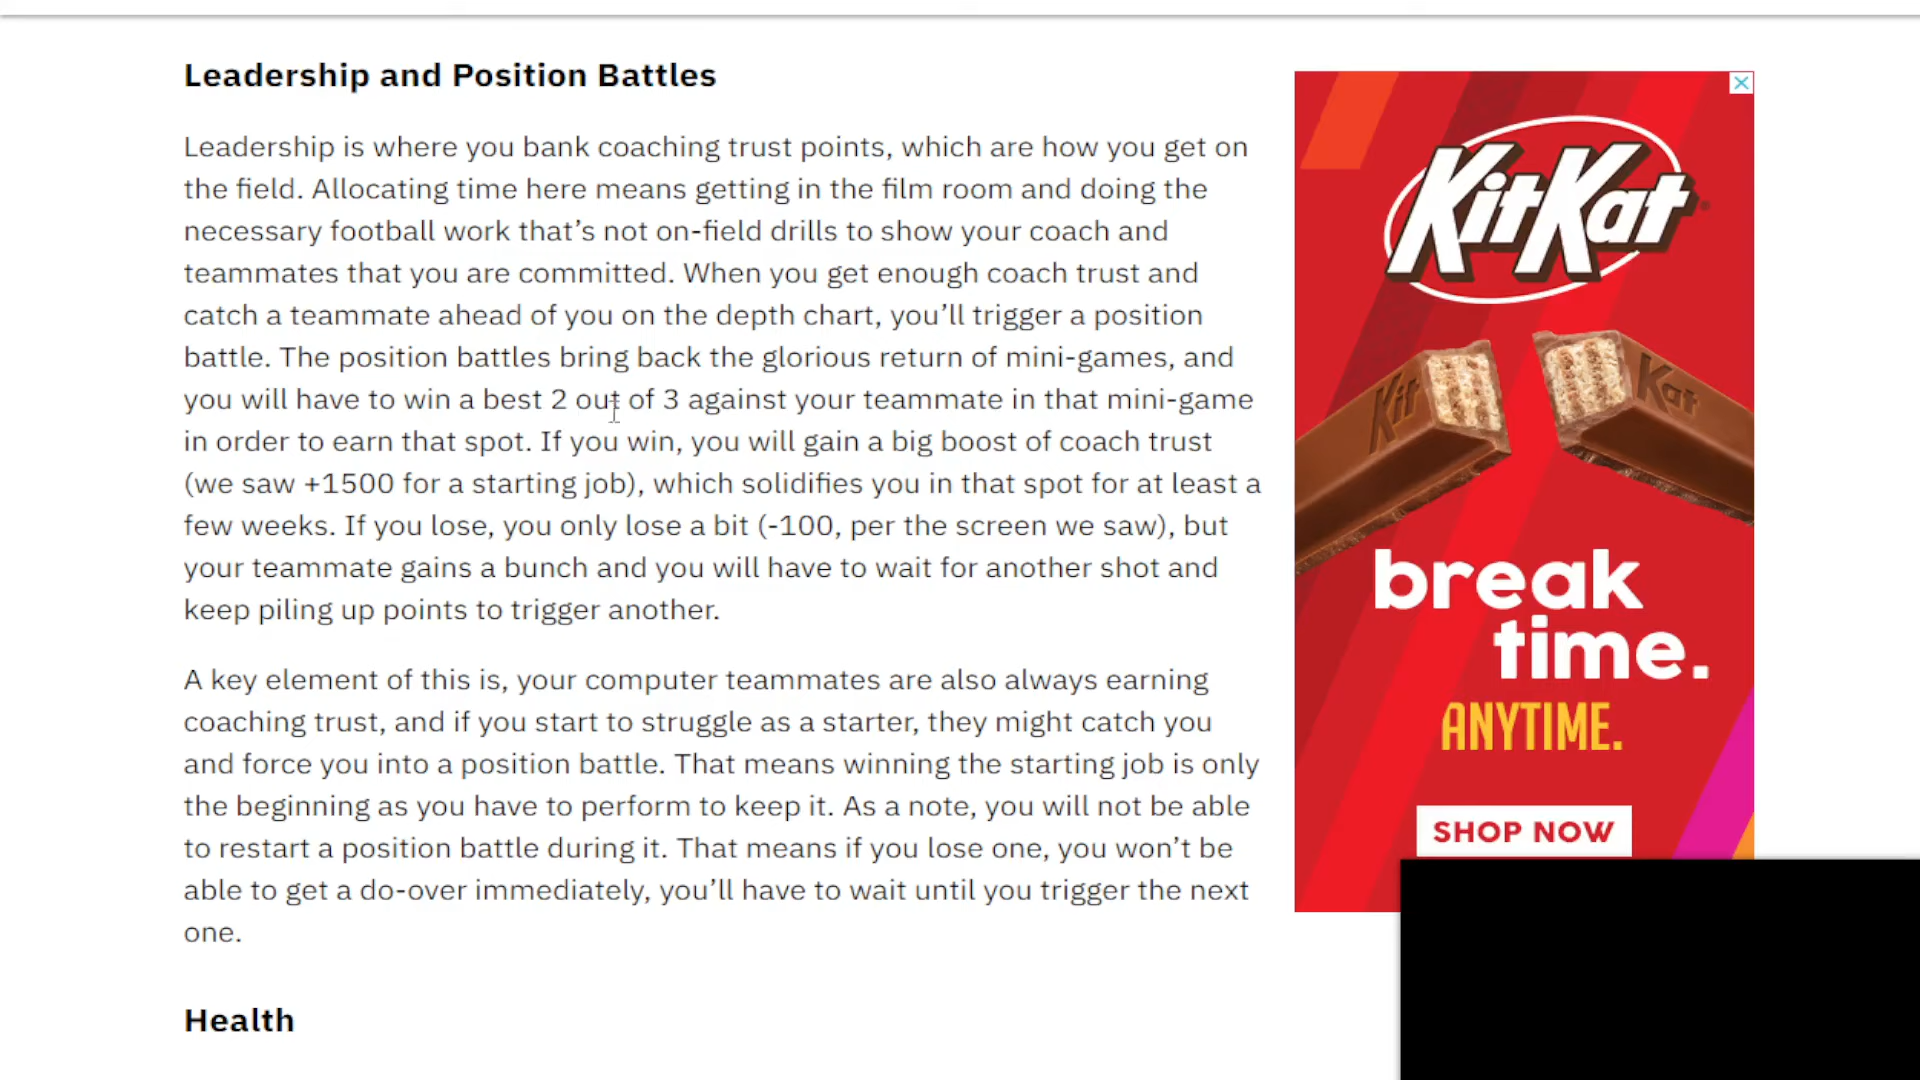 Leadership and Position Battles
Leadership is where you bank coaching trust points, which are how you get on
the field. Allocating time here means getting in the film room and doing the
necessary football work that’s not on-field drills to show your coach and
teammates that you are committed. When you get enough coach trust and
catch a teammate ahead of you on the depth chart, you’ll trigger a position
battle. The position battles bring back the glorious return of mini-games, and
you will have to win a best 2 out of 3 against your teammate in that mini-game
in order to earn that spot. If you win, you will gain a big boost of coach trust
(we saw +1500 for a starting job), which solidifies you in that spot for at least a
few weeks. If you lose, you only lose a bit (-100, per the screen we saw), but
your teammate gains a bunch and you will have to wait for another shot and
keep piling up points to trigger another.
A key element of this is, your computer teammates are also always earning
coaching trust, and if you start to struggle as a starter, they might catch you
and force you into a position battle. That means winning the starting job is only
the beginning as you have to perform to keep it. As a note, you will not be able
to restart a position battle during it. That means if you lose one, you won’t be
able to get a do-over immediately, you’ll have to wait until you trigger the next
one.
Health
KitKat
Kit
Kat
break
time.
ANYTIME.
SHOP NOW